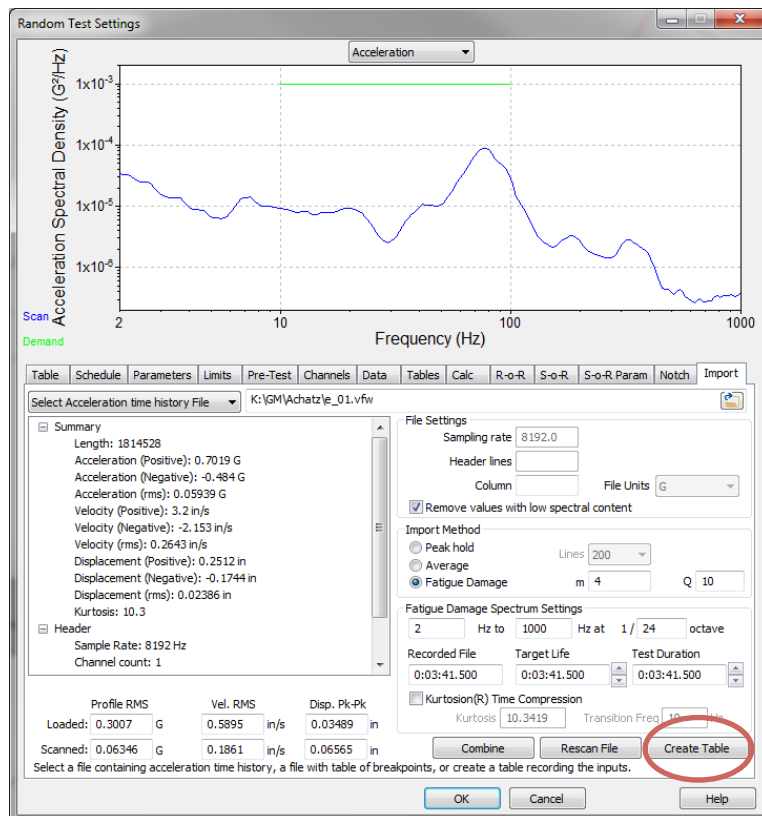 Random Test Settings
Acceleration
Acceleration Spectral Density (G²/Hz)
1x10⁻³
1x10⁻⁴
1x10⁻⁵
1x10⁻⁶
Scan
Demand
2 10 100 1000
Frequency (Hz)
Table Schedule Parameters Limits Pre-Test Channels Data Tables Calc R-o-R S-o-R S-o-R Param Notch Import
Select Acceleration time history File K:\GM\Achatz\e_01.vfw
Summary
Length: 1814528
Acceleration (Positive): 0.7019 G
Acceleration (Negative): -0.484 G
Acceleration (rms): 0.05939 G
Velocity (Positive): 3.2 in/s
Velocity (Negative): -2.153 in/s
Velocity (rms): 0.2643 in/s
Displacement (Positive): 0.2512 in
Displacement (Negative): -0.1744 in
Displacement (rms): 0.02386 in
Kurtosis: 10.3
Header
Sample Rate: 8192 Hz
Channel count: 1
File Settings
Sampling rate 8192.0
Header lines
Column File Units G
Remove values with low spectral content
Import Method
Peak hold
Average
Fatigue Damage
Lines 200
m 4 Q 10
Fatigue Damage Spectrum Settings
2 Hz to 1000 Hz at 1 / 24 octave
Recorded File Target Life Test Duration
0:03:41.500 0:03:41.500 0:03:41.500
Kurtosion(R) Time Compression
Kurtosis 10.3419 Transition Freq
Profile RMS Vel. RMS Disp. Pk-Pk
Loaded: 0.3007 G 0.5895 in/s 0.03489 in
Scanned: 0.06346 G 0.1861 in/s 0.06565 in
Combine Rescan File Create Table
Select a file containing acceleration time history, a file with table of breakpoints, or create a table recording the inputs.
OK Cancel Help